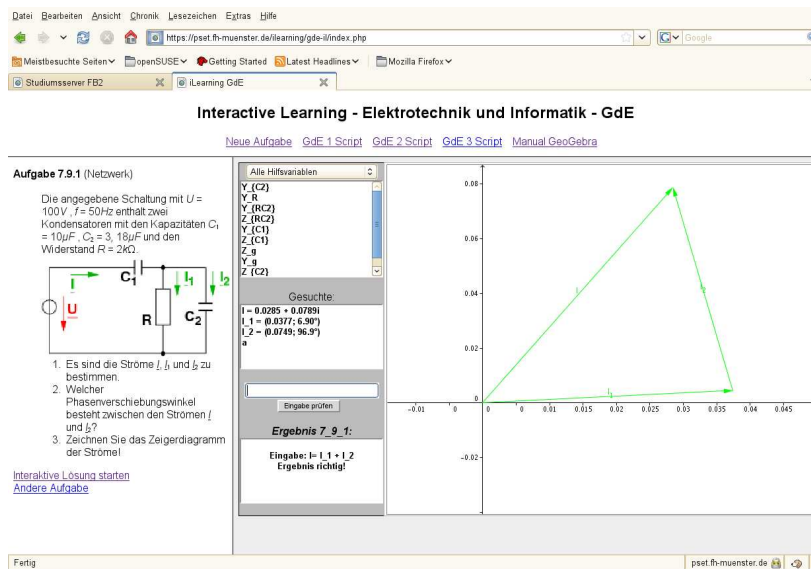 Datei Bearbeiten Ansicht Chronik Lesezeichen Extras Hilfe
https://pset.fh-muenster.de/ilearning/gde-il/index.php
Google
Meistbesuchte Seiten openSUSE Getting Started Latest Headlines Mozilla Firefox
Studiumsserver FB2
iLearning GdE
Interactive Learning - Elektrotechnik und Informatik - GdE
Neue Aufgabe GdE 1 Script GdE 2 Script GdE 3 Script Manual GeoGebra
Aufgabe 7.9.1 (Netzwerk)
Die angegebene Schaltung mit U =
100V , f = 50Hz enthält zwei
Kondensatoren mit den Kapazitäten C₁
= 10µF , C₂ = 3, 18µF und den
Widerstand R = 2kΩ.
I
C₁
I₁
I₂
U
R
C₂
1. Es sind die Ströme I, I₁ und I₂ zu
bestimmen.
2. Welcher
Phasenverschiebungswinkel
besteht zwischen den Strömen I
und I₂?
3. Zeichnen Sie das Zeigerdiagramm
der Ströme!
Interaktive Lösung starten
Andere Aufgabe
Alle Hilfsvariablen
Y_{C2}
Y_R
Y_{RC2}
Z_{RC2}
Y_{C1}
Z_{C1}
Z_g
Y_g
Z_{C2}
Gesuchte:
I = 0.0285 + 0.0789i
I_1 = (0.0377; 6.90°)
I_2 = (0.0749; 96.9°)
a
Eingabe prüfen
Ergebnis 7_9_1:
Eingabe: I= I_1 + I_2
Ergebnis richtig!
0.08
0.06
0.04
0.02
-0.02
-0.01
0
0
0.01
0.015
0.02
0.025
0.03
0.035
0.04
0.045
I
I₂
I₁
Fertig
pset.fh-muenster.de